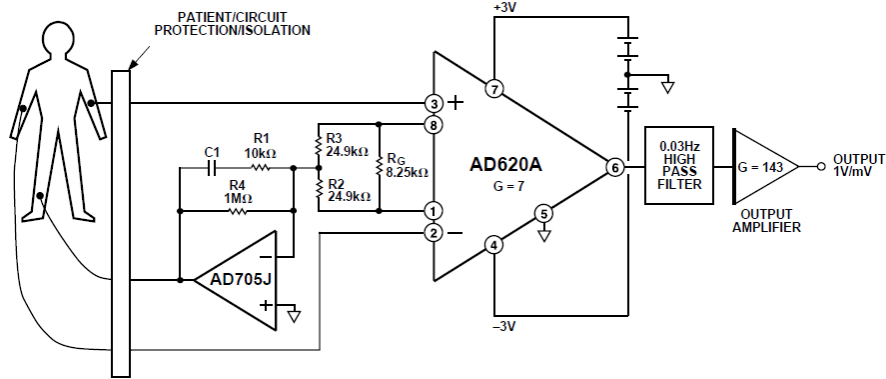 PATIENT/CIRCUIT
PROTECTION/ISOLATION
+3V
7
3 +
8
R1
10kΩ
C1
R3
24.9kΩ
RG
8.25kΩ
AD620A
G = 7
0.03Hz
HIGH
PASS
FILTER
G = 143
OUTPUT
1V/mV
OUTPUT
AMPLIFIER
6
R4
1MΩ
R2
24.9kΩ
1
5
2 –
4
–
AD705J
+
–3V